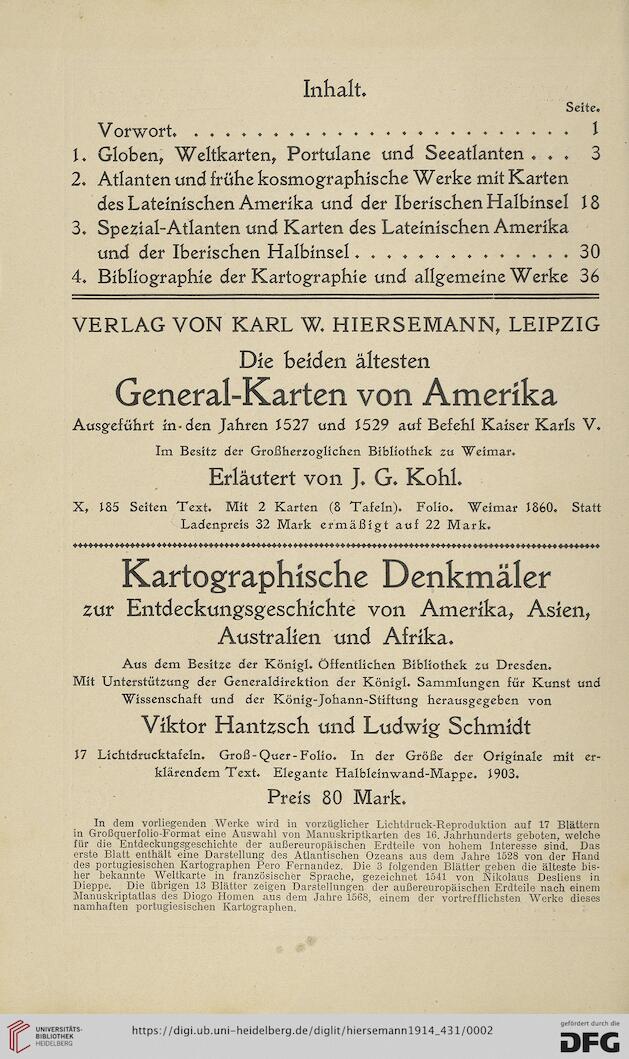 Inhalt.
Seite.
Vorwort. . . . . . . . . . . . . . . . . . . . . . . . . . 1
1. Globen, Weltkarten, Portulane und Seeatlanten . . . 3
2. Atlanten und frühe kosmographische Werke mit Karten
des Lateinischen Amerika und der Iberischen Halbinsel 18
3. Spezial-Atlanten und Karten des Lateinischen Amerika
und der Iberischen Halbinsel . . . . . . . . . . . . . . 30
4. Bibliographie der Kartographie und allgemeine Werke 36
VERLAG VON KARL W. HIERSEMANN, LEIPZIG
Die beiden ältesten
General-Karten von Amerika
Ausgeführt in den Jahren 1527 und 1529 auf Befehl Kaiser Karls V.
Im Besitz der Großherzoglichen Bibliothek zu Weimar.
Erläutert von J. G. Kohl.
X, 185 Seiten Text. Mit 2 Karten (8 Tafeln). Folio. Weimar 1860. Statt
Ladenpreis 32 Mark ermäßigt auf 22 Mark.
Kartographische Denkmäler
zur Entdeckungsgeschichte von Amerika, Asien,
Australien und Afrika.
Aus dem Besitze der Königl. Öffentlichen Bibliothek zu Dresden.
Mit Unterstützung der Generaldirektion der Königl. Sammlungen für Kunst und
Wissenschaft und der König-Johann-Stiftung herausgegeben von
Viktor Hantzsch und Ludwig Schmidt
17 Lichtdrucktafeln. Groß-Quer-Folio. In der Größe der Originale mit er-
klärendem Text. Elegante Halbleinwand-Mappe. 1903.
Preis 80 Mark.
In dem vorliegenden Werke wird in vorzüglicher Lichtdruck-Reproduktion auf 17 Blättern
in Großquerfolio-Format eine Auswahl von Manuskriptkarten des 16. Jahrhunderts geboten, welche
für die Entdeckungsgeschichte der außereuropäischen Erdteile von hohem Interesse sind. Das
erste Blatt enthält eine Darstellung des Atlantischen Ozeans aus dem Jahre 1528 von der Hand
des portugiesischen Kartographen Pero Fernandez. Die 3 folgenden Blätter geben die älteste bis-
her bekannte Weltkarte in französischer Sprache, gezeichnet 1541 von Nikolaus Desliens in
Dieppe. Die übrigen 13 Blätter zeigen Darstellungen der außereuropäischen Erdteile nach einem
Manuskriptatlas des Diogo Homen aus dem Jahre 1568, einem der vortrefflichsten Werke dieses
namhaften portugiesischen Kartographen.
UNIVERSITÄTS-
BIBLIOTHEK
HEIDELBERG
https://digi.ub.uni-heidelberg.de/diglit/hiersemann1914_431/0002
gefördert durch die
DFG